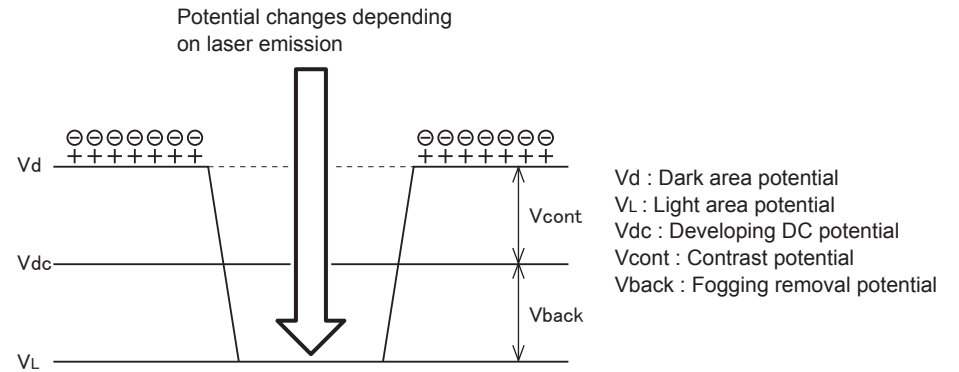 Potential changes depending
on laser emission
⊖⊖⊖⊖⊖⊖⊖ ⊖⊖⊖⊖⊖⊖⊖
+++++++ +++++++
Vd
Vcont
Vdc
Vback
VL
Vd : Dark area potential
VL : Light area potential
Vdc : Developing DC potential
Vcont : Contrast potential
Vback : Fogging removal potential